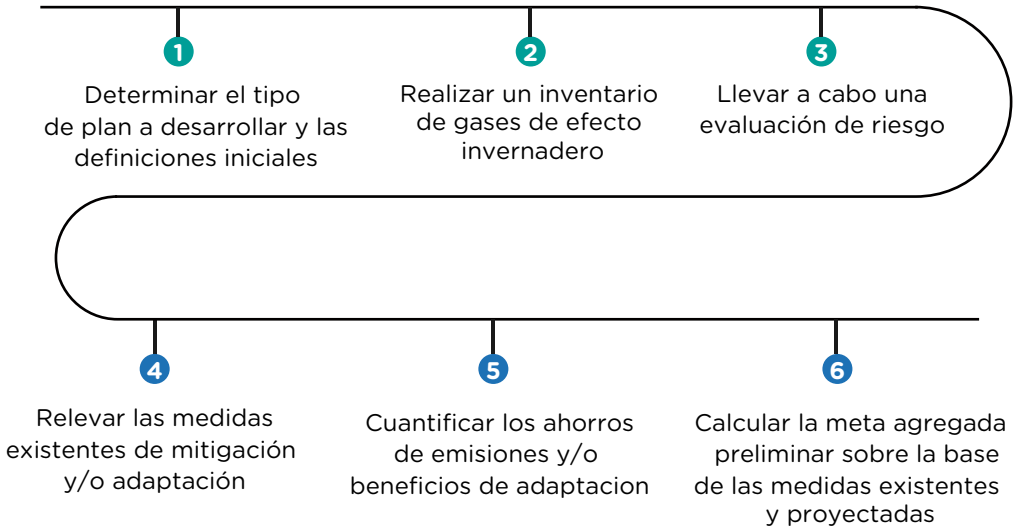 1
Determinar el tipo
de plan a desarrollar y las
definiciones iniciales
2
Realizar un inventario
de gases de efecto
invernadero
3
Llevar a cabo una
evaluación de riesgo
4
Relevar las medidas
existentes de mitigación
y/o adaptación
5
Cuantificar los ahorros
de emisiones y/o
beneficios de adaptacion
6
Calcular la meta agregada
preliminar sobre la base
de las medidas existentes
y proyectadas